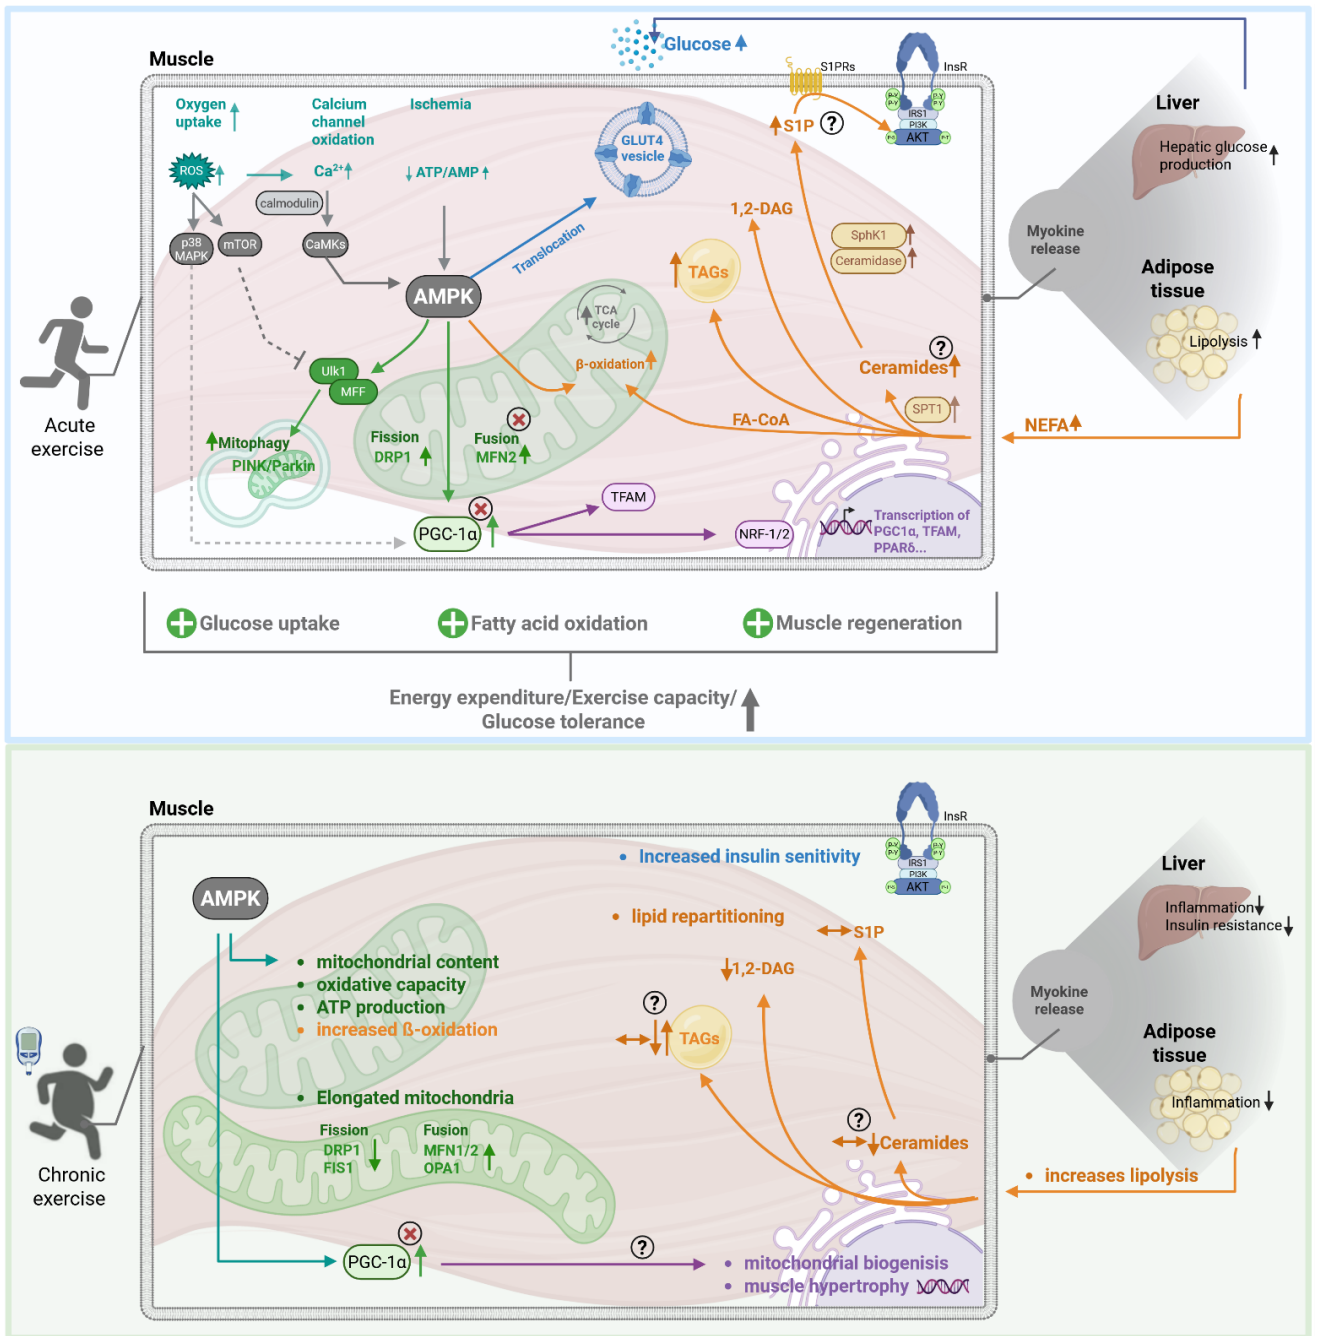 Muscle
Glucose
S1PRs
InsR
P-Y
P-Y
P-Y
P-Y
IRS1
PI3K
AKT
Oxygen
uptake
Calcium
channel
oxidation
Ischemia
ROS
Ca²⁺
ATP/AMP
calmodulin
p38
MAPK
mTOR
CaMKs
AMPK
Translocation
GLUT4
vesicle
S1P
?
1,2-DAG
SphK1
Ceramidase
TAGs
TCA
cycle
β-oxidation
?
Ceramides
SPT1
FA-CoA
Ulk1
MFF
Mitophagy
PINK/Parkin
Fission
DRP1
Fusion
MFN2
PGC-1α
TFAM
NRF-1/2
Transcription of
PGC1α, TFAM,
PPARδ...
Liver
Hepatic glucose
production
Myokine
release
Adipose
tissue
Lipolysis
NEFA
Acute
exercise
Glucose uptake
Fatty acid oxidation
Muscle regeneration
Energy expenditure/Exercise capacity/
Glucose tolerance
Muscle
InsR
P-Y
P-Y
P-Y
P-Y
IRS1
PI3K
AKT
• Increased insulin senitivity
AMPK
• lipid repartitioning
S1P
1,2-DAG
• mitochondrial content
• oxidative capacity
• ATP production
• increased ß-oxidation
?
TAGs
• Elongated mitochondria
Fission
DRP1
FIS1
Fusion
MFN1/2
OPA1
?
Ceramides
PGC-1α
?
• mitochondrial biogenisis
• muscle hypertrophy
Liver
Inflammation
Insulin resistance
Myokine
release
Adipose
tissue
Inflammation
• increases lipolysis
Chronic
exercise